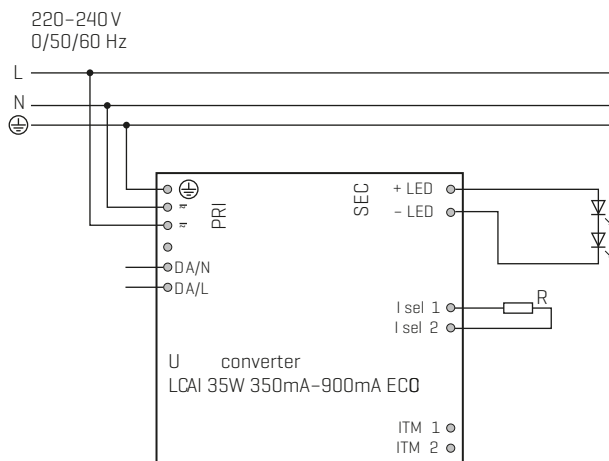 220–240 V
0/50/60 Hz
L
N
PRI
SEC
+ LED
– LED
DA/N
DA/L
I sel 1
I sel 2
R
U converter
LCAI 35W 350mA–900mA ECO
ITM 1
ITM 2